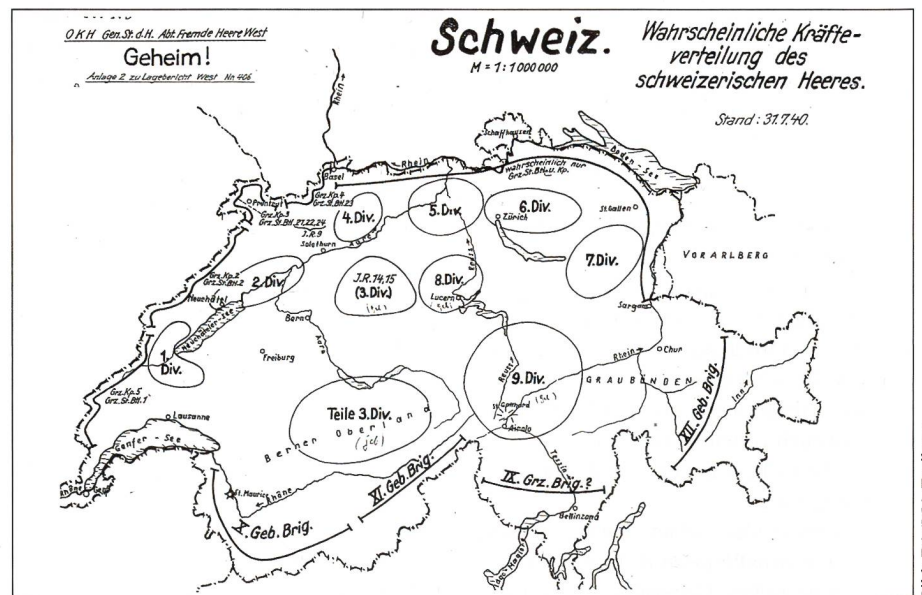 OKH Gen.St.d.H. Abt. Fremde Heere West
Geheim!
Anlage 2 zu Lagebericht West Nr. 406
Schweiz.
M = 1:1000000
Wahrscheinliche Kräfte-
verteilung des
schweizerischen Heeres.
Stand: 31.7.40.
Rhein
Schaffhausen
Boden-See
Rhein
Basel
wahrscheinlich nur
Grz.St.Btl. u. Kp.
Pruntrut
Grz.Kp.4
Grz.St.Btl.23
Grz.Kp.3
Grz.St.Btl.21,22,24
J.R.9
Solothurn
Aare
4.Div.
5.Div.
6.Div.
Zürich
St.Gallen
7.Div.
VORARLBERG
Grz.Kp.2
Grz.St.Btl.2
2.Div.
Neuchâtel
Neuchâteler-See
J.R.14,15
(3.Div.)
8.Div.
Reuss
Lucern
Sargans
Bern
Aare
1.
Div.
Freiburg
Rhein
Chur
Reuss
9.Div.
GRAUBÜNDEN
Inn
Grz.Kp.5
Grz.St.Btl.1
St.Gotthard
Airolo
XII.Geb.Brig.
Lausanne
Teile 3.Div.
Berner Oberland
Genfer-See
Rhône
Genf
St.Maurice
Rhône
XI.Geb.Brig.
IX.Grz.Brig.?
Tessin
Bellinzona
Lago Maggiore
Geb.Brig.